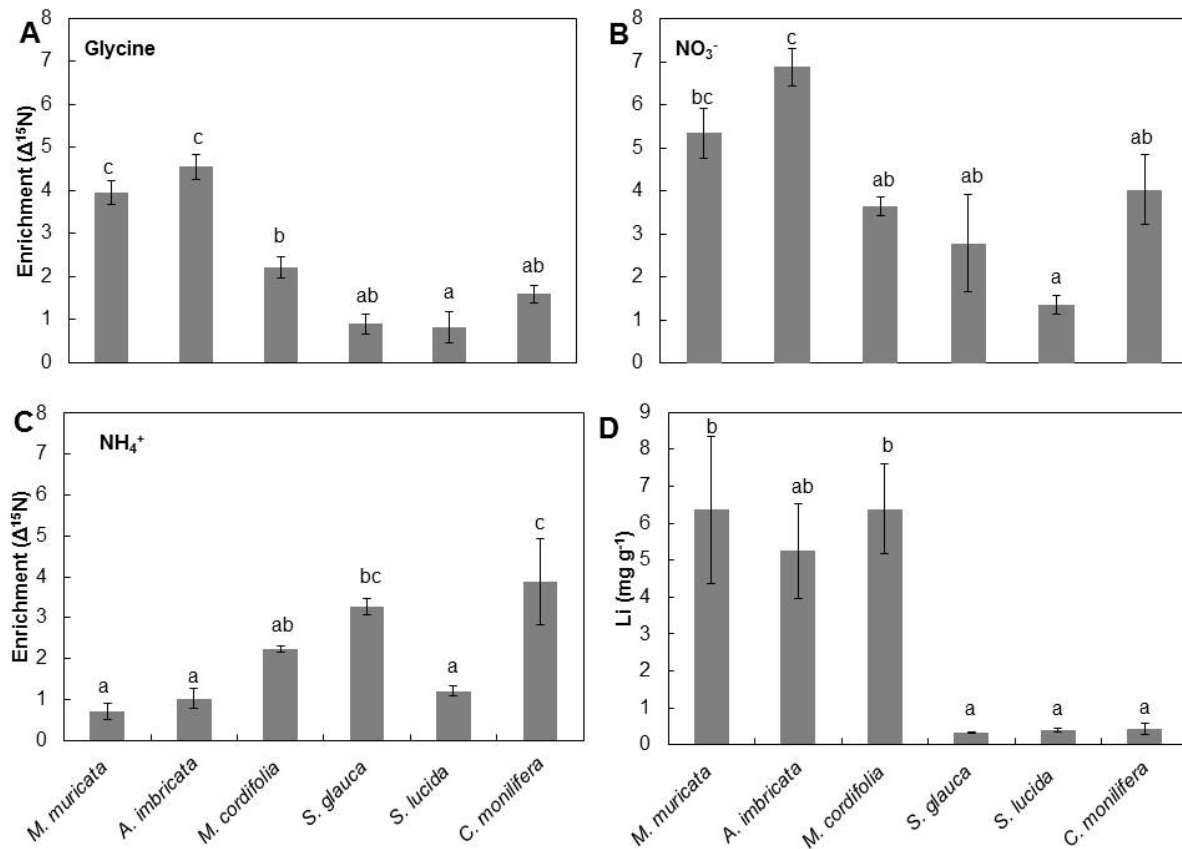 A
Glycine
Enrichment (Δ¹⁵N)
8
7
6
5
4
3
2
1
0
c
c
b
ab
a
ab
B
NO₃⁻
8
7
6
5
4
3
2
1
0
bc
c
ab
ab
a
ab
C
NH₄⁺
Enrichment (Δ¹⁵N)
8
7
6
5
4
3
2
1
0
a
a
ab
bc
a
c
M. muricata
A. imbricata
M. cordifolia
S. glauca
S. lucida
C. monilifera
D
Li (mg g⁻¹)
9
8
7
6
5
4
3
2
1
0
b
ab
b
a
a
a
M. muricata
A. imbricata
M. cordifolia
S. glauca
S. lucida
C. monilifera